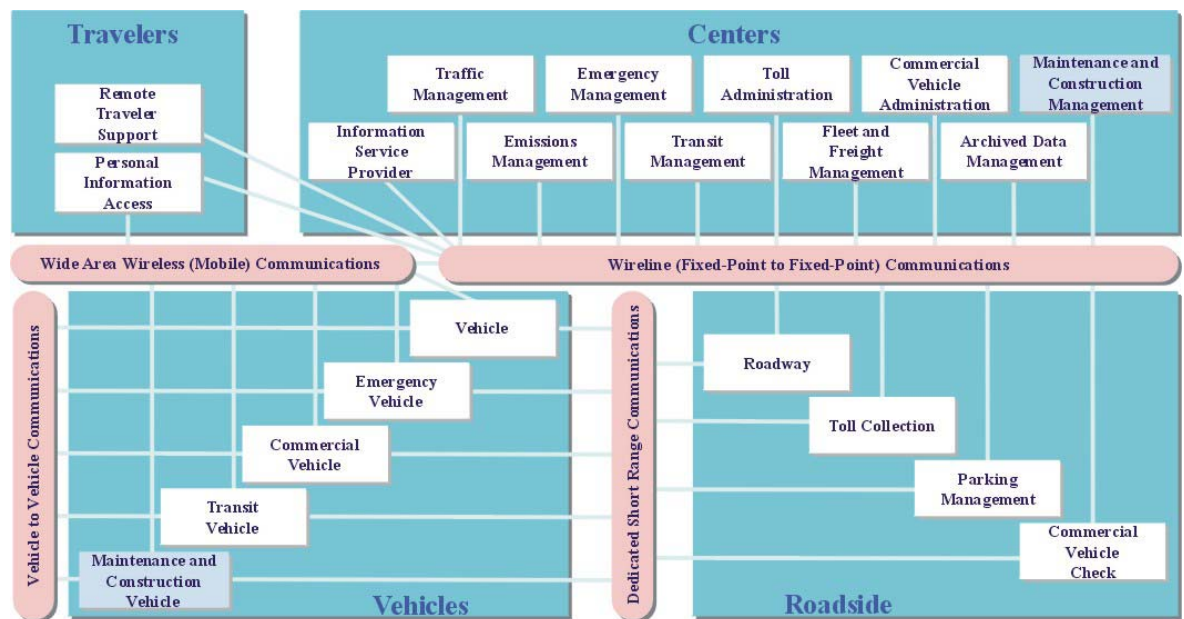 Travelers
Remote
Traveler
Support
Personal
Information
Access
Centers
Traffic
Management
Emergency
Management
Toll
Administration
Commercial
Vehicle
Administration
Maintenance and
Construction
Management
Information
Service
Provider
Emissions
Management
Transit
Management
Fleet and
Freight
Management
Archived Data
Management
Wide Area Wireless (Mobile) Communications
Wireline (Fixed-Point to Fixed-Point) Communications
Vehicle to Vehicle Communications
Vehicle
Emergency
Vehicle
Commercial
Vehicle
Transit
Vehicle
Maintenance and
Construction
Vehicle
Vehicles
Dedicated Short Range Communications
Roadway
Toll Collection
Parking
Management
Commercial
Vehicle
Check
Roadside